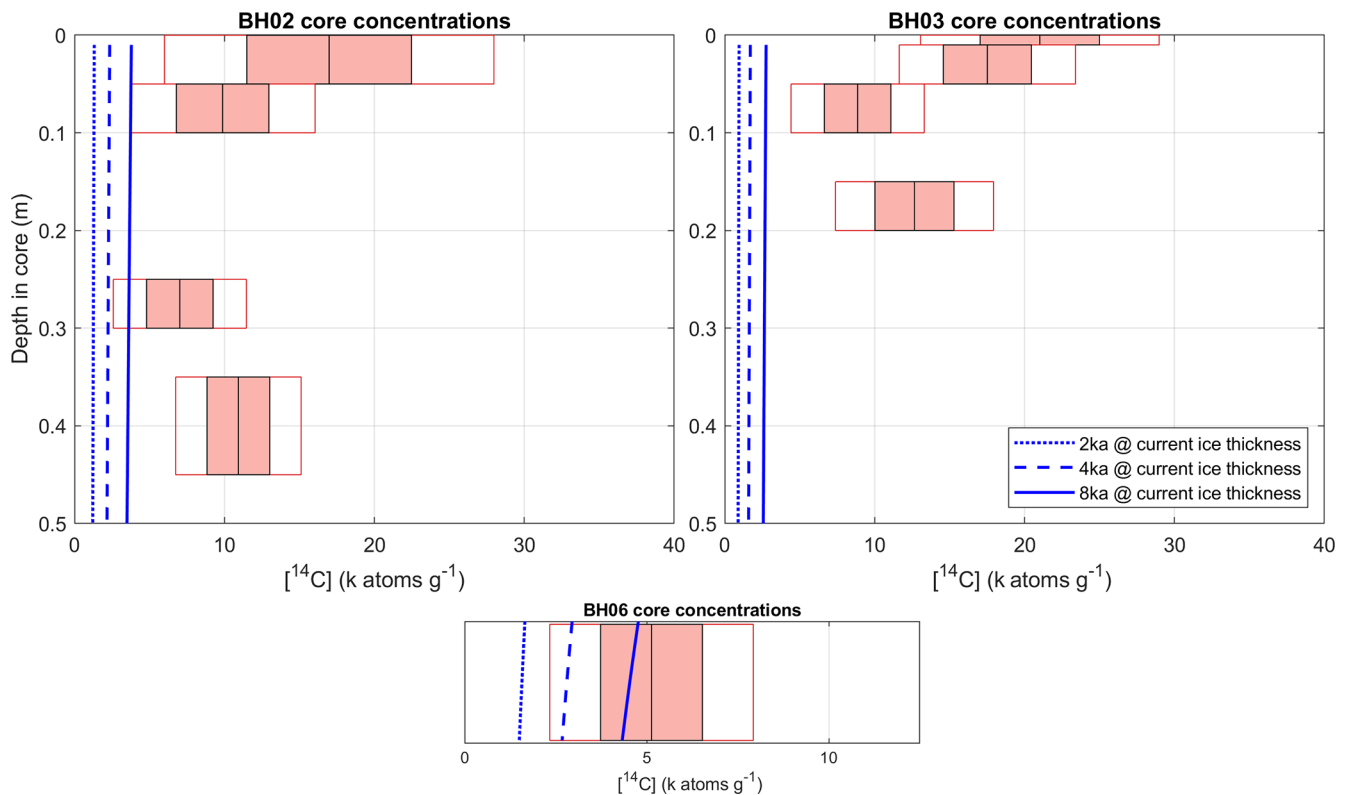 BH02 core concentrations
BH03 core concentrations
Depth in core (m)
0
0.1
0.2
0.3
0.4
0.5
0
10
20
30
40
[¹⁴C] (k atoms g⁻¹)
0
0.1
0.2
0.3
0.4
0.5
0
10
20
30
40
[¹⁴C] (k atoms g⁻¹)
2ka @ current ice thickness
4ka @ current ice thickness
8ka @ current ice thickness
BH06 core concentrations
0
5
10
[¹⁴C] (k atoms g⁻¹)